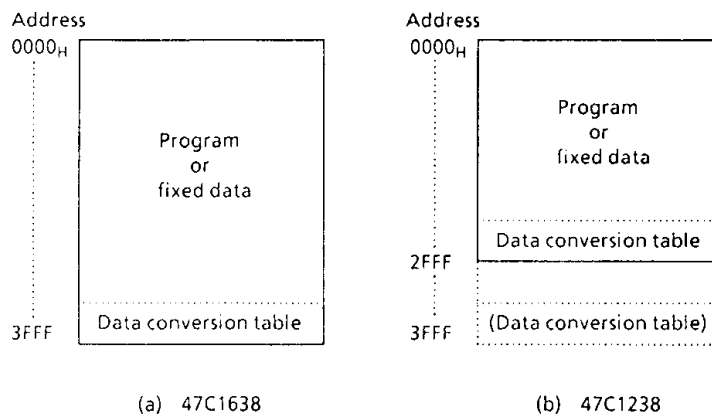 Address
0000H
Program
or
fixed data
Data conversion table
3FFF
(a) 47C1638
Address
0000H
Program
or
fixed data
Data conversion table
2FFF
(Data conversion table)
3FFF
(b) 47C1238